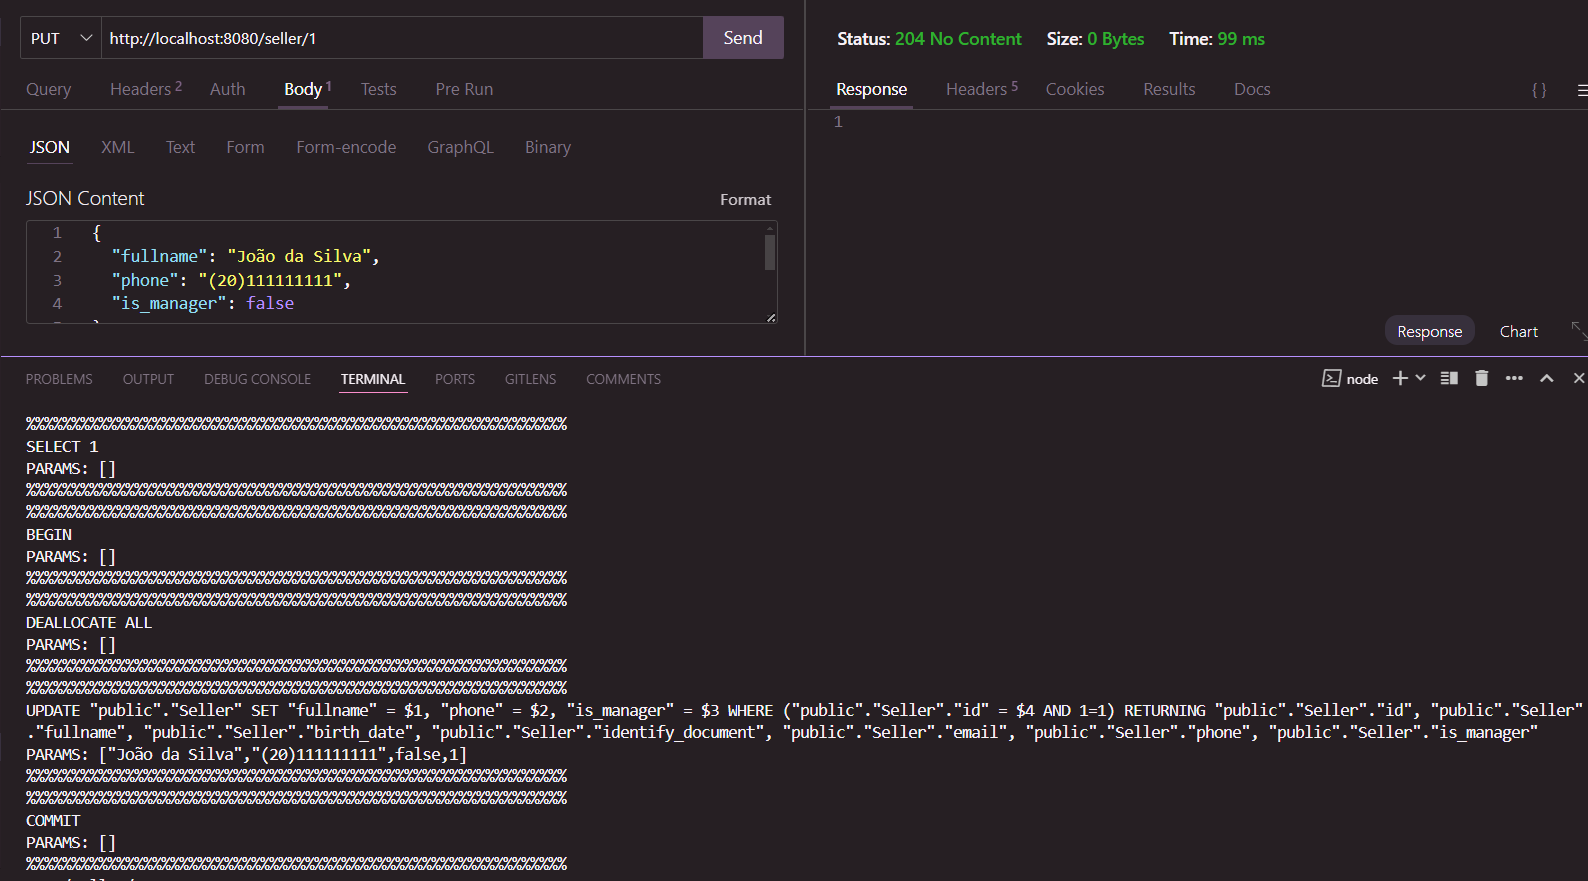 PUT http://localhost:8080/seller/1 Send
Query Headers 2 Auth Body 1 Tests Pre Run
JSON XML Text Form Form-encode GraphQL Binary
JSON Content Format
1 {
2 "fullname": "João da Silva",
3 "phone": "(20)111111111",
4 "is_manager": false
Status: 204 No Content Size: 0 Bytes Time: 99 ms
Response Headers 5 Cookies Results Docs { }
1
Response Chart
PROBLEMS OUTPUT DEBUG CONSOLE TERMINAL PORTS GITLENS COMMENTS node
%%%%%%%%%%%%%%%%%%%%%%%%%%%%%%%%%%%%%%%%%%%%%%%%%%%%%%%%%%%%
SELECT 1
PARAMS: []
%%%%%%%%%%%%%%%%%%%%%%%%%%%%%%%%%%%%%%%%%%%%%%%%%%%%%%%%%%%%
%%%%%%%%%%%%%%%%%%%%%%%%%%%%%%%%%%%%%%%%%%%%%%%%%%%%%%%%%%%%
BEGIN
PARAMS: []
%%%%%%%%%%%%%%%%%%%%%%%%%%%%%%%%%%%%%%%%%%%%%%%%%%%%%%%%%%%%
%%%%%%%%%%%%%%%%%%%%%%%%%%%%%%%%%%%%%%%%%%%%%%%%%%%%%%%%%%%%
DEALLOCATE ALL
PARAMS: []
%%%%%%%%%%%%%%%%%%%%%%%%%%%%%%%%%%%%%%%%%%%%%%%%%%%%%%%%%%%%
%%%%%%%%%%%%%%%%%%%%%%%%%%%%%%%%%%%%%%%%%%%%%%%%%%%%%%%%%%%%
UPDATE "public"."Seller" SET "fullname" = $1, "phone" = $2, "is_manager" = $3 WHERE ("public"."Seller"."id" = $4 AND 1=1) RETURNING "public"."Seller"."id", "public"."Seller"
."fullname", "public"."Seller"."birth_date", "public"."Seller"."identify_document", "public"."Seller"."email", "public"."Seller"."phone", "public"."Seller"."is_manager"
PARAMS: ["João da Silva","(20)111111111",false,1]
%%%%%%%%%%%%%%%%%%%%%%%%%%%%%%%%%%%%%%%%%%%%%%%%%%%%%%%%%%%%
%%%%%%%%%%%%%%%%%%%%%%%%%%%%%%%%%%%%%%%%%%%%%%%%%%%%%%%%%%%%
COMMIT
PARAMS: []
%%%%%%%%%%%%%%%%%%%%%%%%%%%%%%%%%%%%%%%%%%%%%%%%%%%%%%%%%%%%